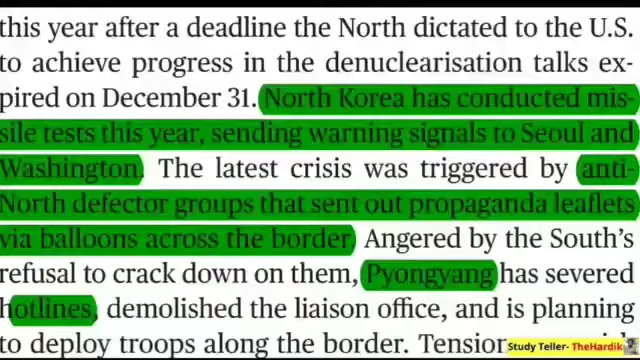 this year after a deadline the North dictated to the U.S.
to achieve progress in the denuclearisation talks ex-
pired on December 31. North Korea has conducted mis-
sile tests this year, sending warning signals to Seoul and
Washington. The latest crisis was triggered by anti-
North defector groups that sent out propaganda leaflets
via balloons across the border. Angered by the South’s
refusal to crack down on them, Pyongyang has severed
hotlines, demolished the liaison office, and is planning
to deploy troops along the border.
Study Teller- TheHardik